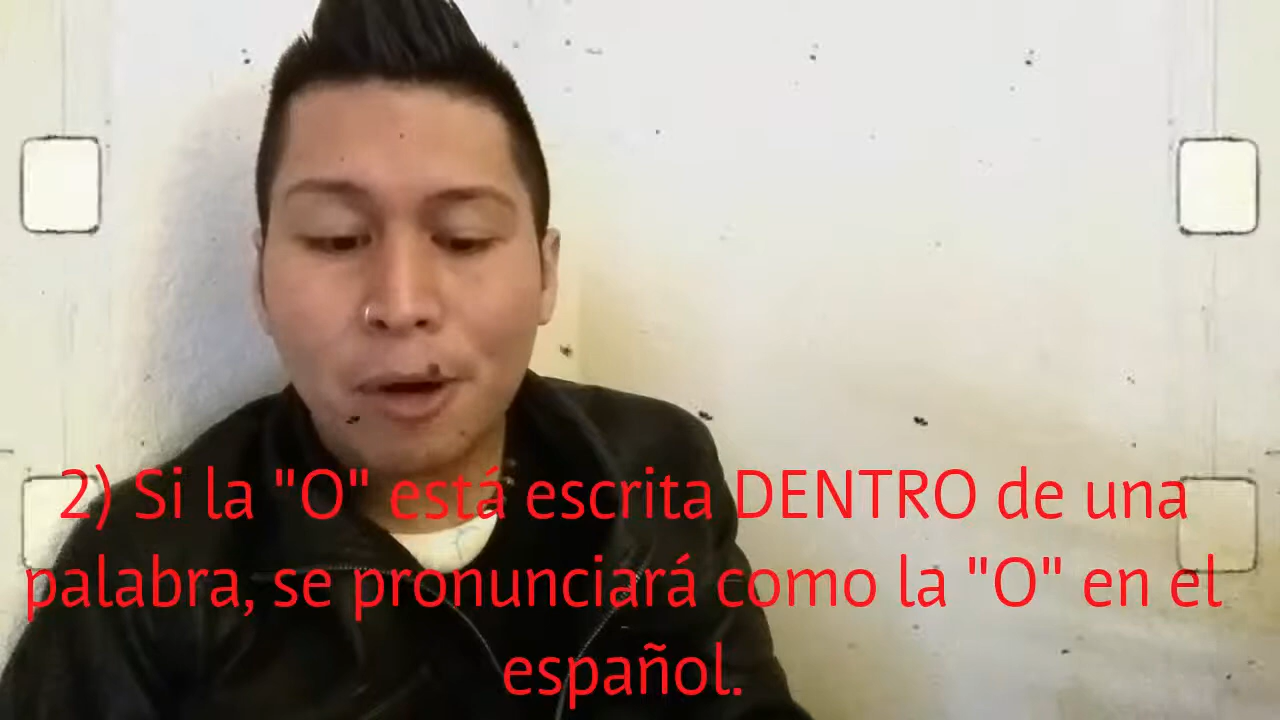 2) Si la "O" está escrita DENTRO de una
palabra, se pronunciará como la "O" en el
español.